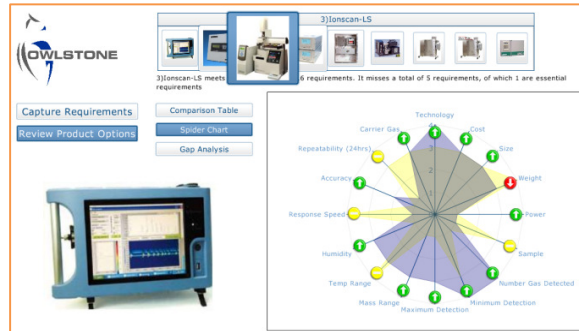 OWLSTONE
3)Ionscan-LS
3)Ionscan-LS meets
6 requirements. It misses a total of 5 requirements, of which 1 are essential
requirements
Capture Requirements
Review Product Options
Comparison Table
Spider Chart
Gap Analysis
Technology
Carrier Gas
Cost
Repeatability (24hrs)
Size
Accuracy
Weight
Response Speed
Power
Humidity
Sample
Temp Range
Number Gas Detected
Mass Range
Minimum Detection
Maximum Detection
4
3
2
1